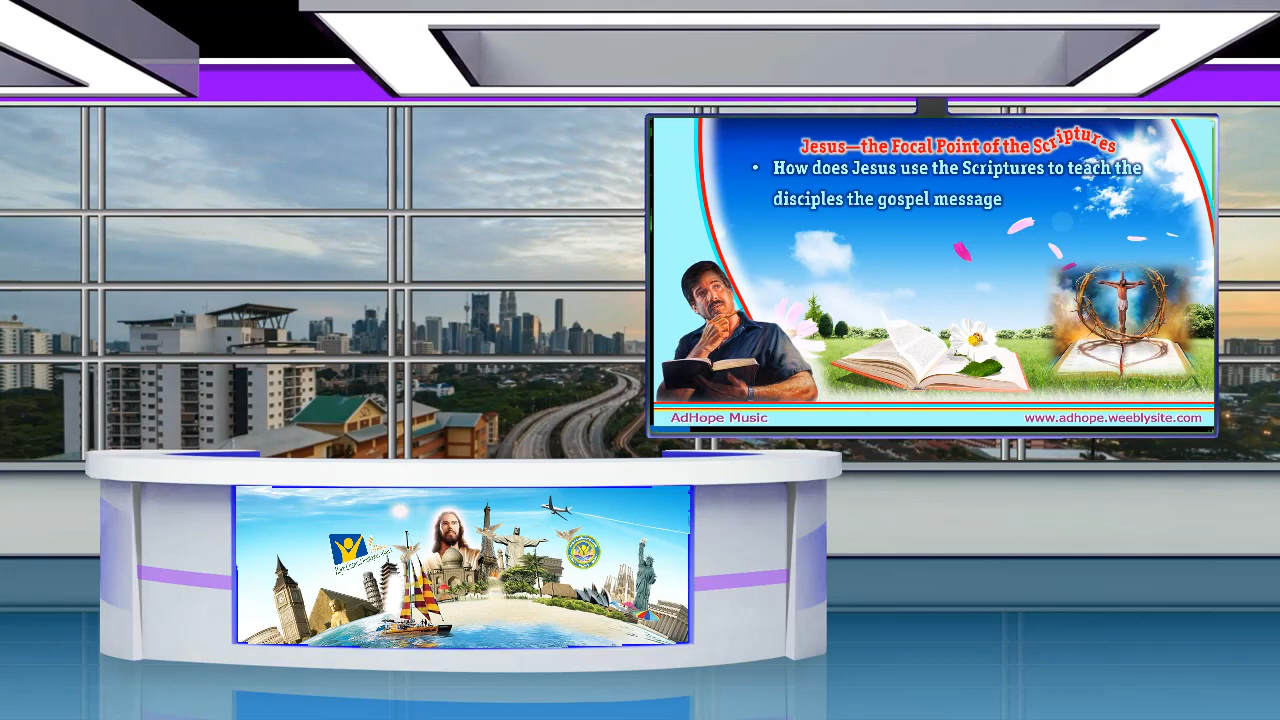 Jesus—the Focal Point of the Scriptures
• How does Jesus use the Scriptures to teach the
disciples the gospel message
AdHope Music
www.adhope.weeblysite.com